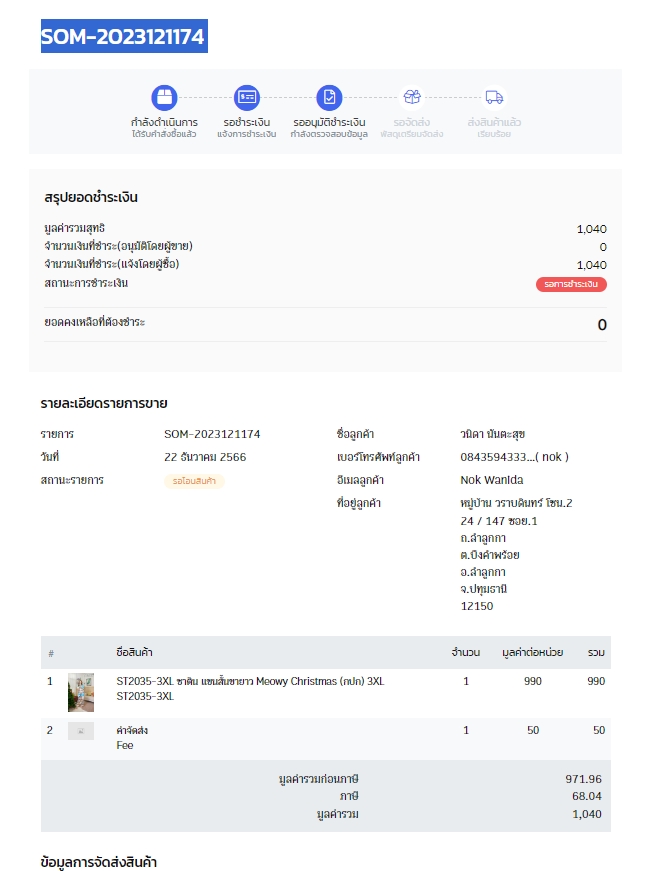 SOM-2023121174
กำลังดำเนินการ
ได้รับคำสั่งซื้อแล้ว
รอชำระเงิน
แจ้งการชำระเงิน
รออนุมัติชำระเงิน
กำลังตรวจสอบข้อมูล
รอจัดส่ง
พัสดุเตรียมจัดส่ง
ส่งสินค้าแล้ว
เรียบร้อย
สรุปยอดชำระเงิน
มูลค่ารวมสุทธิ 1,040
จำนวนเงินที่ชำระ(อนุมัติโดยผู้ขาย) 0
จำนวนเงินที่ชำระ(แจ้งโดยผู้ซื้อ) 1,040
สถานะการชำระเงิน รอการชำระเงิน
ยอดคงเหลือที่ต้องชำระ 0
รายละเอียดรายการขาย
รายการ SOM-2023121174
วันที่ 22 ธันวาคม 2566
สถานะรายการ รอโอนสินค้า
ชื่อลูกค้า วนิดา นันตะสุข
เบอร์โทรศัพท์ลูกค้า 0843594333...( nok )
อีเมลลูกค้า Nok Wanida
ที่อยู่ลูกค้า หมู่บ้าน วราบดินทร์ โซน.2
24 / 147 ซอย.1
ถ.ลำลูกกา
ต.บึงคำพร้อย
อ.ลำลูกกา
จ.ปทุมธานี
12150
# ชื่อสินค้า จำนวน มูลค่าต่อหน่วย รวม
1 ST2035-3XL ซาติน แขนสั้นขายาว Meowy Christmas (กปก) 3XL 1 990 990
ST2035-3XL
2 ค่าจัดส่ง 1 50 50
Fee
มูลค่ารวมก่อนภาษี 971.96
ภาษี 68.04
มูลค่ารวม 1,040
ข้อมูลการจัดส่งสินค้า